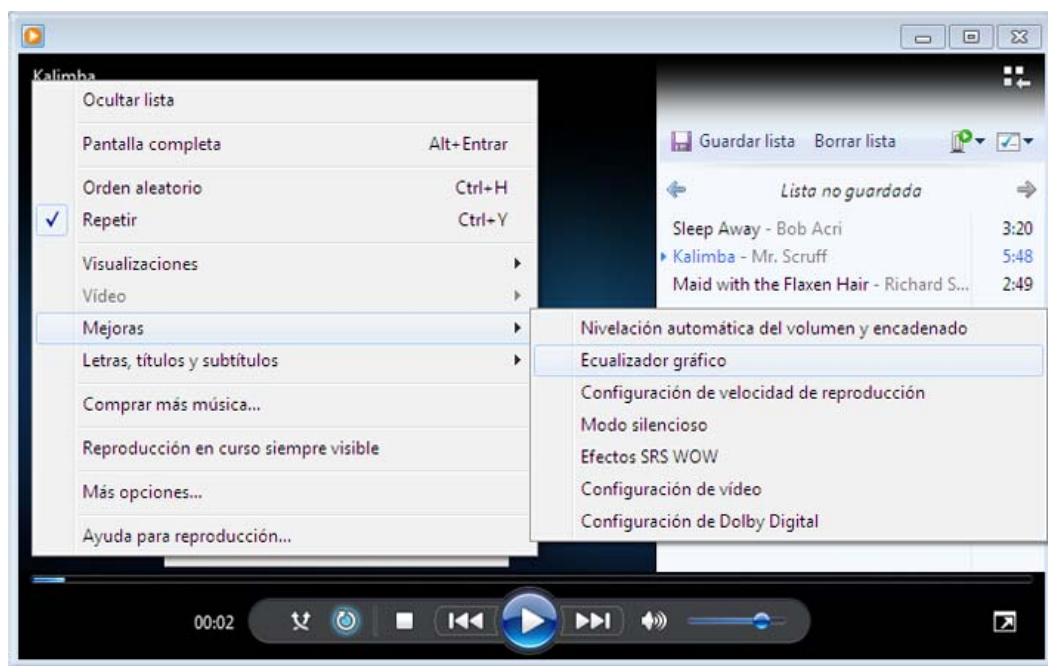 Kalimba
Ocultar lista
Pantalla completa Alt+Entrar
Orden aleatorio Ctrl+H
Repetir Ctrl+Y
Visualizaciones
Vídeo
Mejoras
Letras, títulos y subtítulos
Comprar más música...
Reproducción en curso siempre visible
Más opciones...
Ayuda para reproducción...
Nivelación automática del volumen y encadenado
Ecualizador gráfico
Configuración de velocidad de reproducción
Modo silencioso
Efectos SRS WOW
Configuración de vídeo
Configuración de Dolby Digital
Guardar lista Borrar lista
Lista no guardada
Sleep Away - Bob Acri 3:20
Kalimba - Mr. Scruff 5:48
Maid with the Flaxen Hair - Richard S... 2:49
00:02